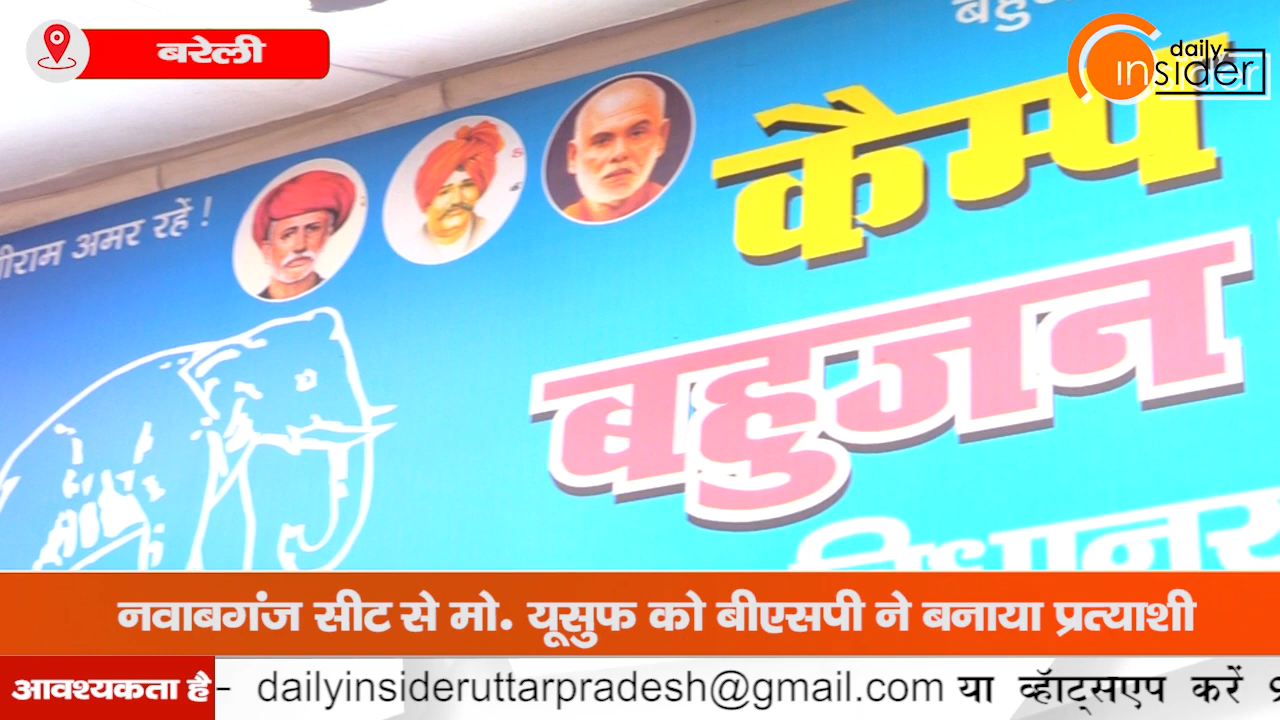 बरेली
daily
insider
अमर रहें !
कैम्प
बहुजन
नवाबगंज सीट से मो. यूसुफ को बीएसपी ने बनाया प्रत्याशी
आवश्यकता है - dailyinsideruttarpradesh@gmail.com या व्हॅाट्सएप करें